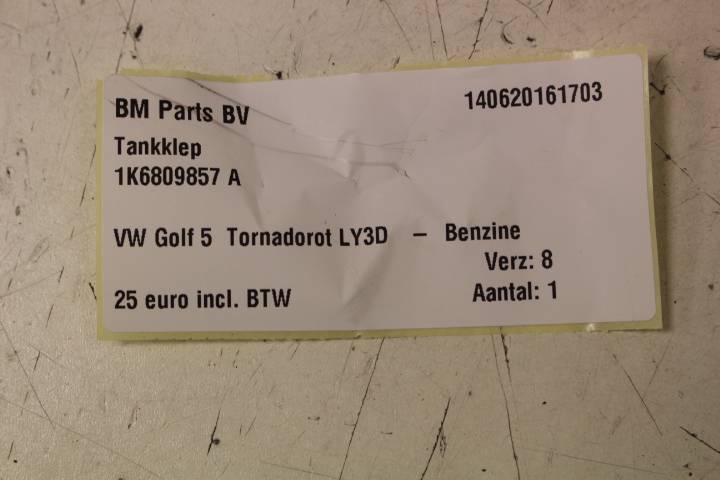 BM Parts BV 140620161703
Tankklep
1K6809857 A
VW Golf 5 Tornadorot LY3D – Benzine
Verz: 8
25 euro incl. BTW Aantal: 1